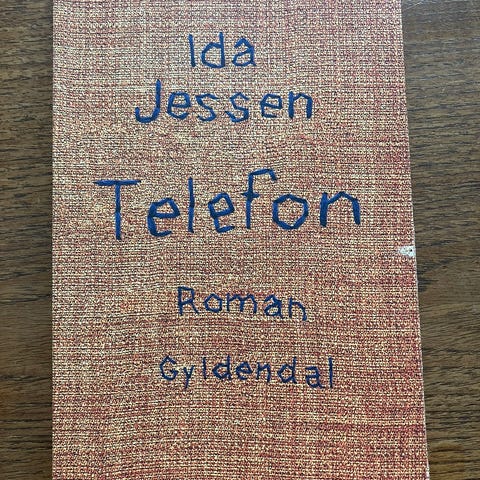 Ida
Jessen
Telefon
Roman
Gyldendal